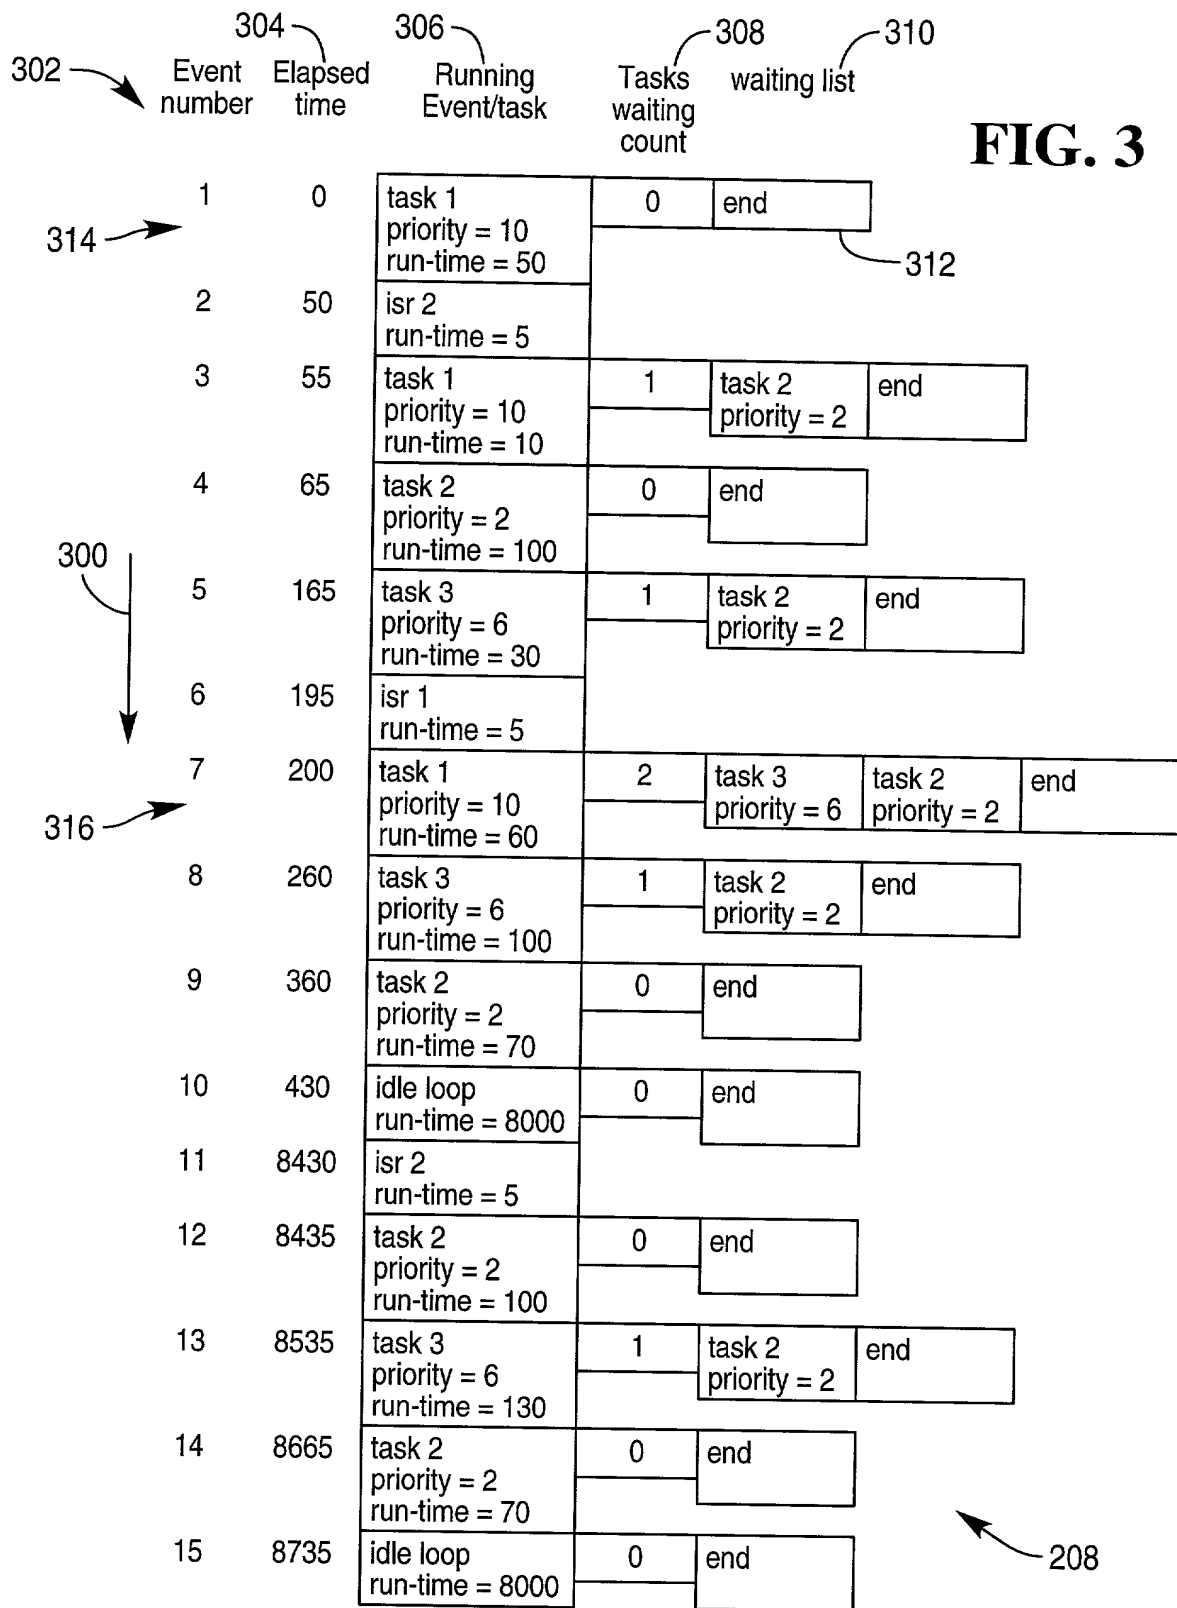 304 306 308 310
302 Event Elapsed Running Tasks waiting list
number time Event/task waiting
count
FIG. 3
1 0 task 1 0 end
314 priority = 10
run-time = 50 312
2 50 isr 2
run-time = 5
3 55 task 1 1 task 2 end
priority = 10 priority = 2
run-time = 10
4 65 task 2 0 end
priority = 2
run-time = 100
300
5 165 task 3 1 task 2 end
priority = 6 priority = 2
run-time = 30
6 195 isr 1
run-time = 5
7 200 task 1 2 task 3 task 2 end
316 priority = 10 priority = 6 priority = 2
run-time = 60
8 260 task 3 1 task 2 end
priority = 6 priority = 2
run-time = 100
9 360 task 2 0 end
priority = 2
run-time = 70
10 430 idle loop 0 end
run-time = 8000
11 8430 isr 2
run-time = 5
12 8435 task 2 0 end
priority = 2
run-time = 100
13 8535 task 3 1 task 2 end
priority = 6 priority = 2
run-time = 130
14 8665 task 2 0 end
priority = 2
run-time = 70
15 8735 idle loop 0 end 208
run-time = 8000